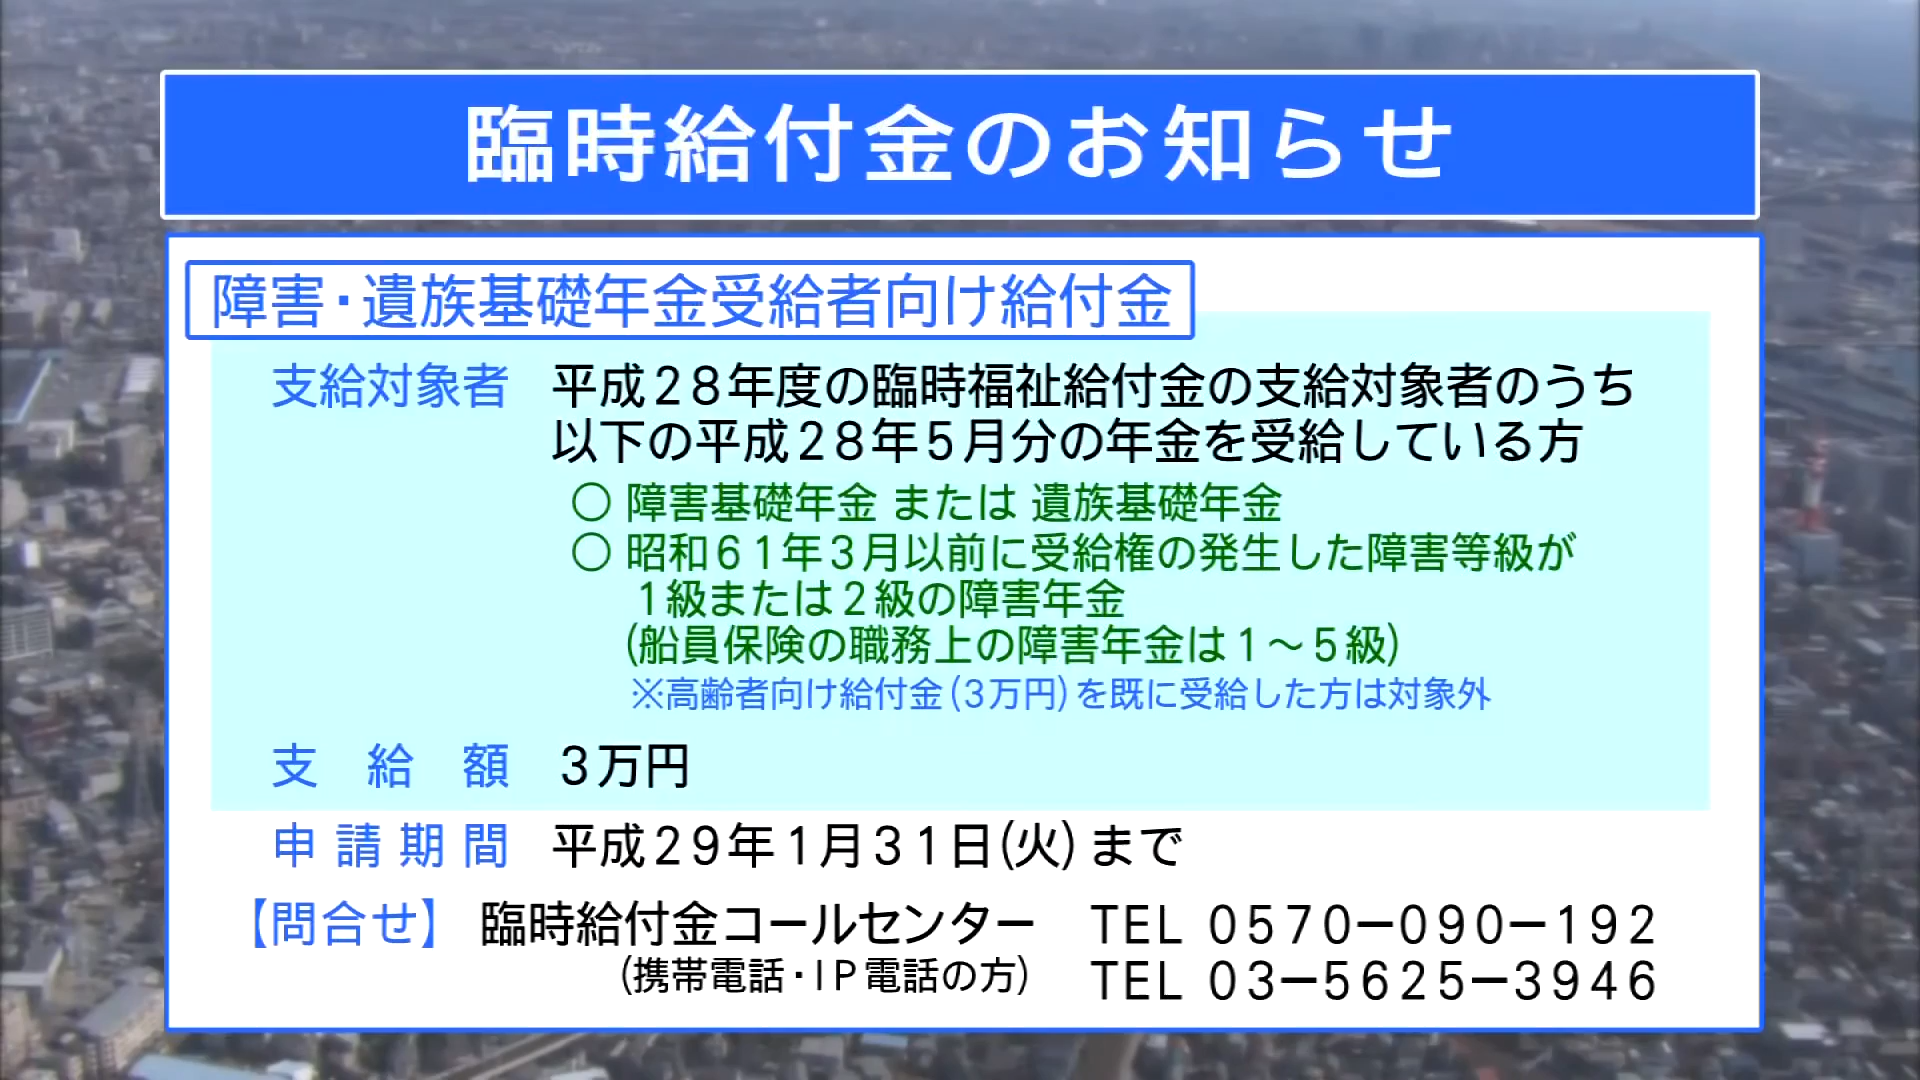 臨時給付金のお知らせ
障害・遺族基礎年金受給者向け給付金
支給対象者 平成２８年度の臨時福祉給付金の支給対象者のうち
以下の平成２８年５月分の年金を受給している方
○ 障害基礎年金 または 遺族基礎年金
○ 昭和６１年３月以前に受給権の発生した障害等級が
１級または２級の障害年金
(船員保険の職務上の障害年金は１～５級)
※高齢者向け給付金(３万円)を既に受給した方は対象外
支給額 ３万円
申請期間 平成２９年１月３１日(火)まで
【問合せ】 臨時給付金コールセンター TEL ０５７０－０９０－１９２
(携帯電話・IP電話の方) TEL ０３－５６２５－３９４６